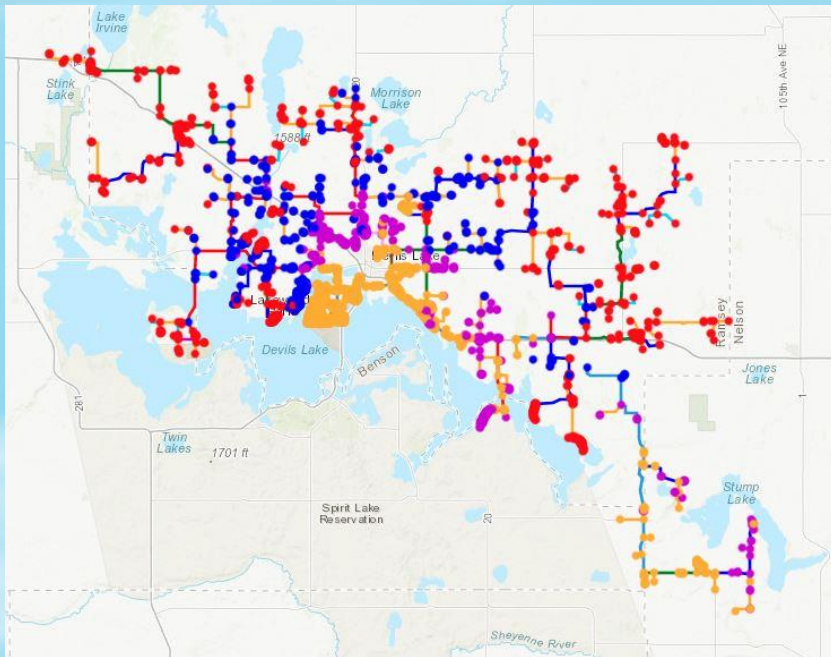 Lake
Irvine
Stink
Lake
Morrison
Lake
1588 ft
105th Ave NE
20
Devils Lake
Devils Lake
Benson
Ramsey
Nelson
Jones
Lake
281
1
Twin
Lakes
1701 ft
Stump
Lake
Spirit Lake
Reservation
20
Sheyenne River